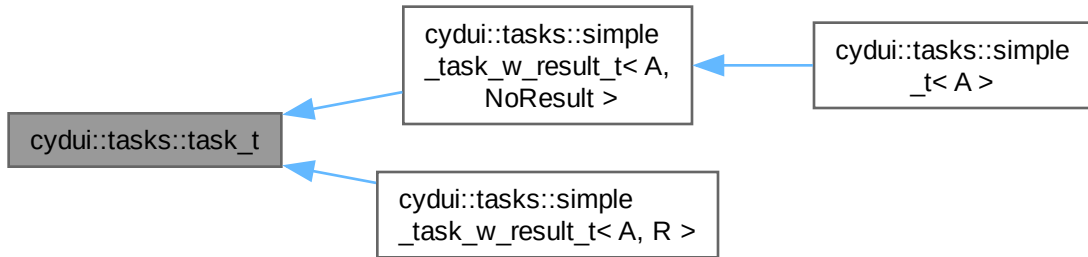 cydui::tasks::task_t
cydui::tasks::simple
_task_w_result_t< A,
NoResult >
cydui::tasks::simple
_t< A >
cydui::tasks::simple
_task_w_result_t< A, R >